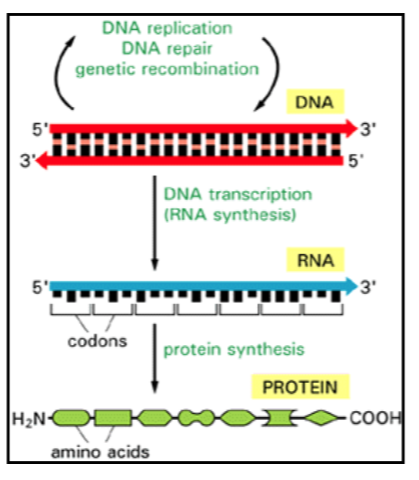 DNA replication
DNA repair
genetic recombination
DNA
5' 3'
3' 5'
DNA transcription
(RNA synthesis)
RNA
5' 3'
codons
protein synthesis
PROTEIN
H₂N COOH
amino acids